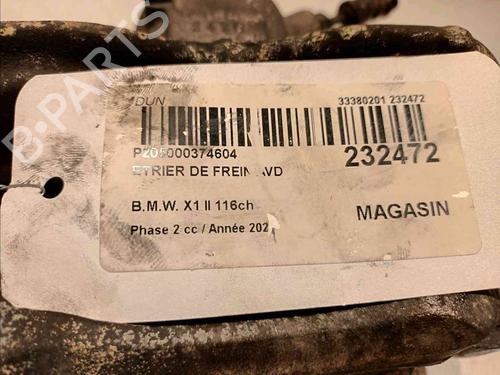 DUN 33380201 232472
P205000374604 232472
ETRIER DE FREIN AVD
B.M.W. X1 II 116ch MAGASIN
Phase 2 cc / Année 202
B-PARTS